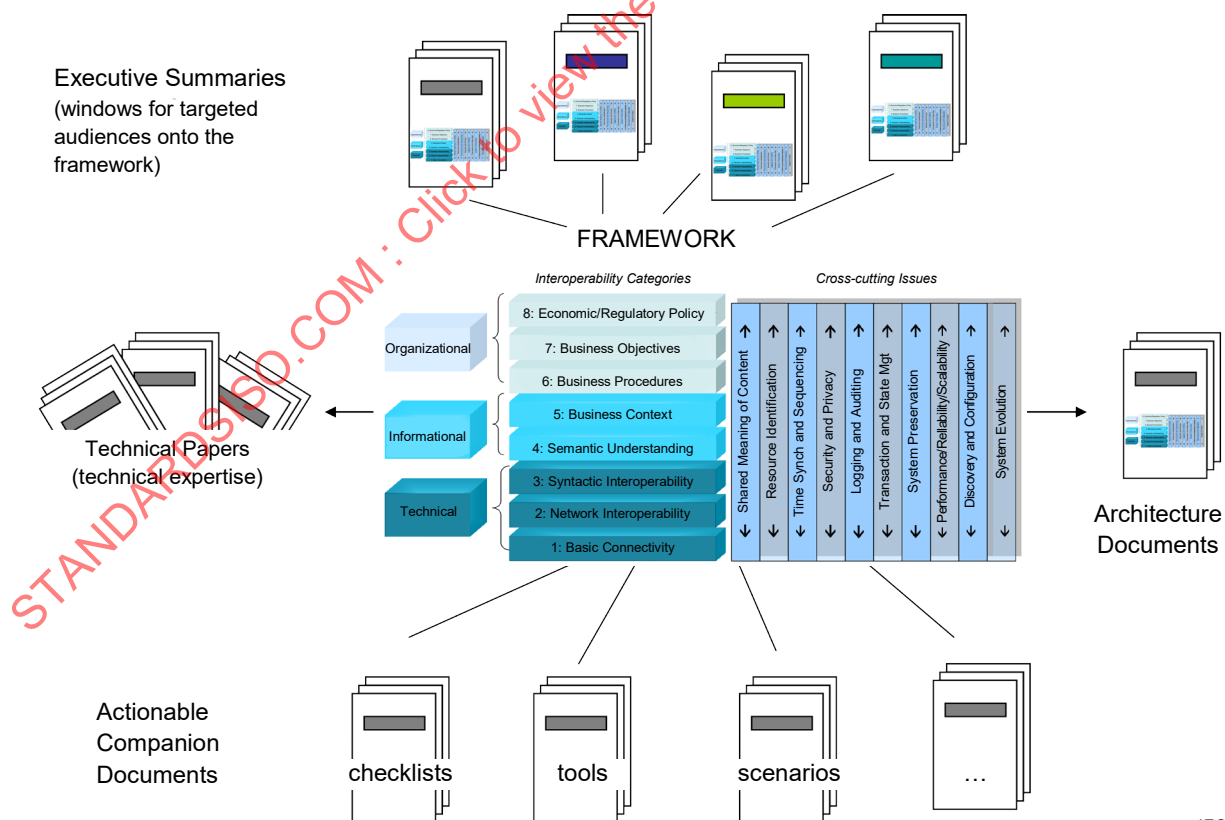 Executive Summaries
(windows for targeted
audiences onto the
framework)
FRAMEWORK
Interoperability Categories
Cross-cutting Issues
Organizational
Informational
Technical
8: Economic/Regulatory Policy
7: Business Objectives
6: Business Procedures
5: Business Context
4: Semantic Understanding
3: Syntactic Interoperability
2: Network Interoperability
1: Basic Connectivity
Shared Meaning of Content
Resource Identification
Time Synch and Sequencing
Security and Privacy
Logging and Auditing
Transaction and State Mgt
System Preservation
Performance/Reliability/Scalability
Discovery and Configuration
System Evolution
Technical Papers
(technical expertise)
Architecture
Documents
Actionable
Companion
Documents
checklists
tools
scenarios
...
STANDARDSISO.COM : Click to view the